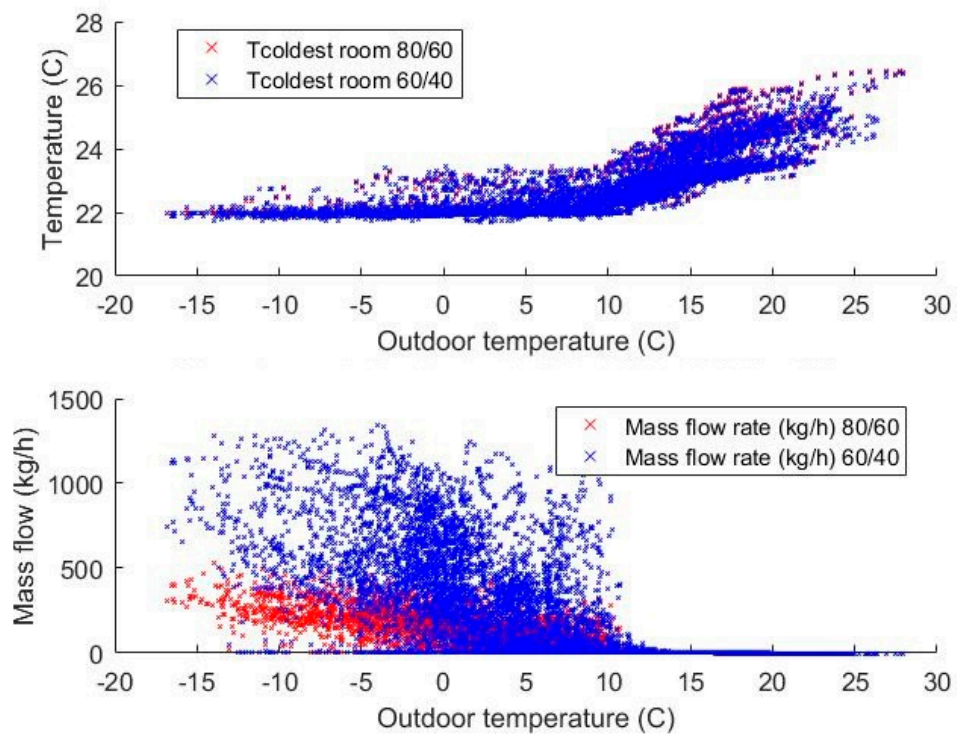 28
26
24
22
20
Temperature (C)
Tcoldest room 80/60
Tcoldest room 60/40
-20 -15 -10 -5 0 5 10 15 20 25 30
Outdoor temperature (C)
1500
1000
500
0
Mass flow (kg/h)
Mass flow rate (kg/h) 80/60
Mass flow rate (kg/h) 60/40
-20 -15 -10 -5 0 5 10 15 20 25 30
Outdoor temperature (C)